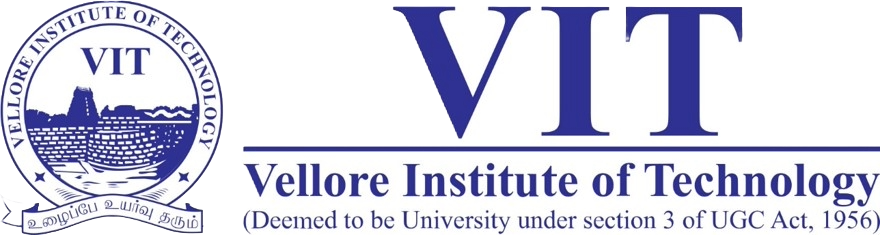 VELLORE INSTITUTE OF TECHNOLOGY
VIT
உழைப்பே உயர்வு தரும்
VIT
Vellore Institute of Technology
(Deemed to be University under section 3 of UGC Act, 1956)